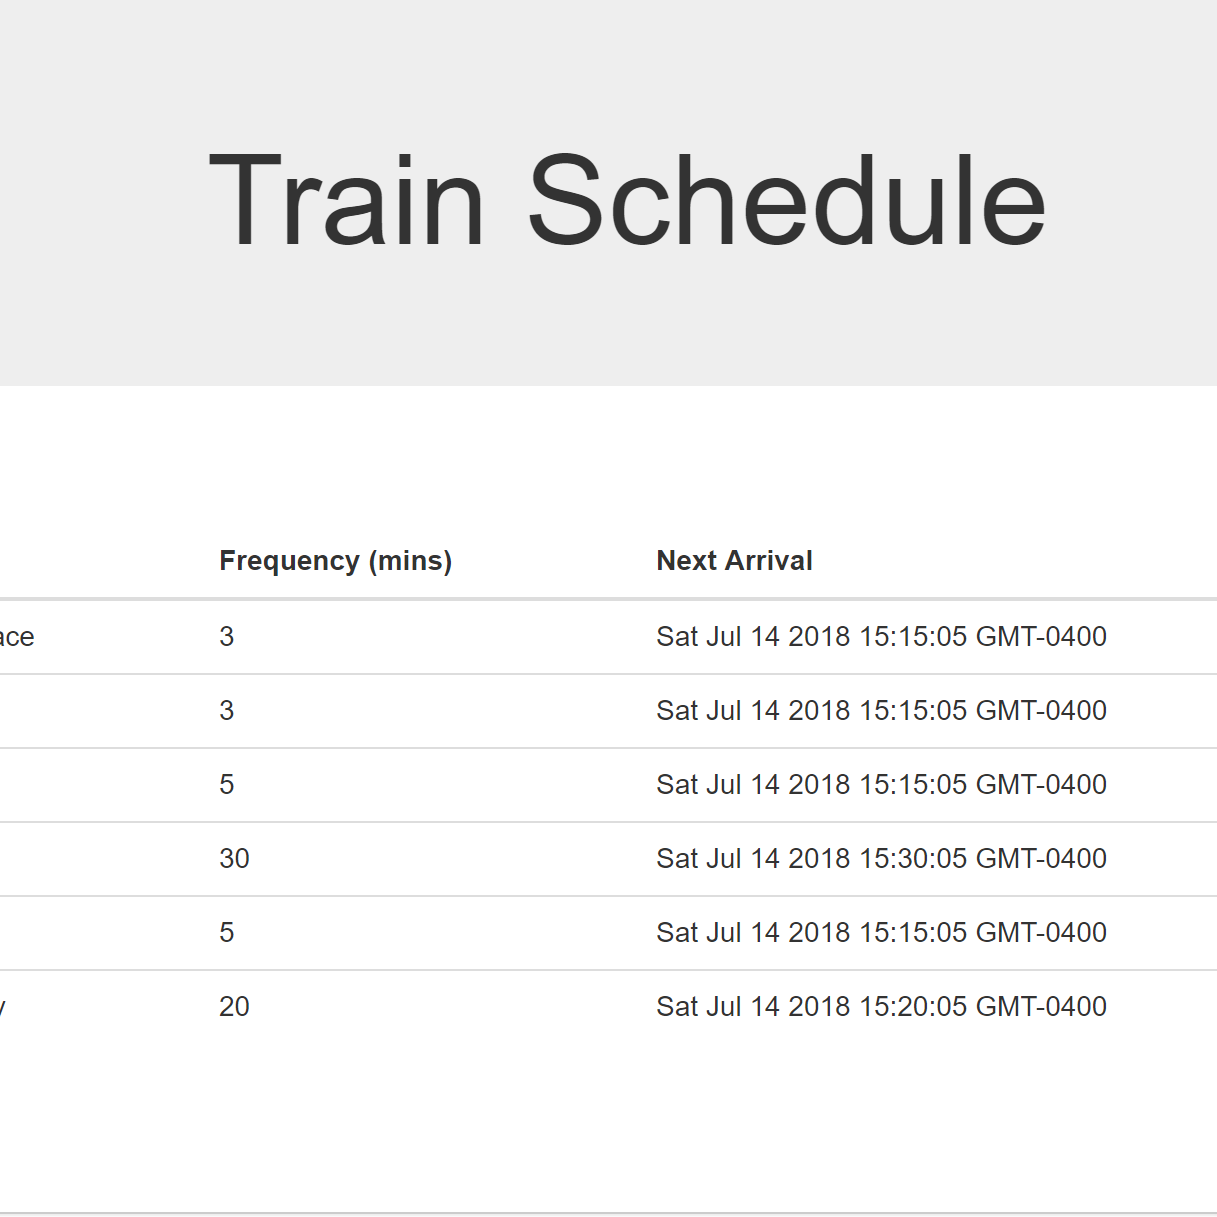 Train Schedule
Frequency (mins) Next Arrival
3 Sat Jul 14 2018 15:15:05 GMT-0400
3 Sat Jul 14 2018 15:15:05 GMT-0400
5 Sat Jul 14 2018 15:15:05 GMT-0400
30 Sat Jul 14 2018 15:30:05 GMT-0400
5 Sat Jul 14 2018 15:15:05 GMT-0400
20 Sat Jul 14 2018 15:20:05 GMT-0400